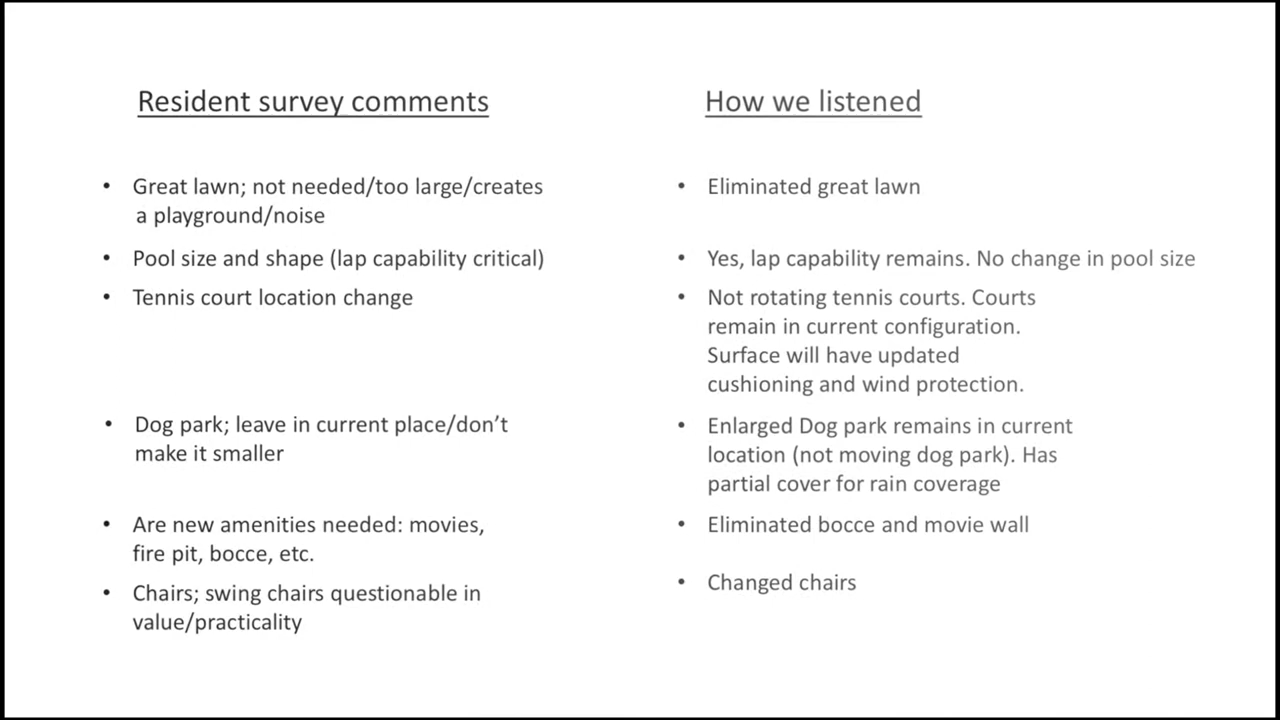 Resident survey comments
• Great lawn; not needed/too large/creates
a playground/noise
• Pool size and shape (lap capability critical)
• Tennis court location change
• Dog park; leave in current place/don’t
make it smaller
• Are new amenities needed: movies,
fire pit, bocce, etc.
• Chairs; swing chairs questionable in
value/practicality
How we listened
• Eliminated great lawn
• Yes, lap capability remains. No change in pool size
• Not rotating tennis courts. Courts
remain in current configuration.
Surface will have updated
cushioning and wind protection.
• Enlarged Dog park remains in current
location (not moving dog park). Has
partial cover for rain coverage
• Eliminated bocce and movie wall
• Changed chairs